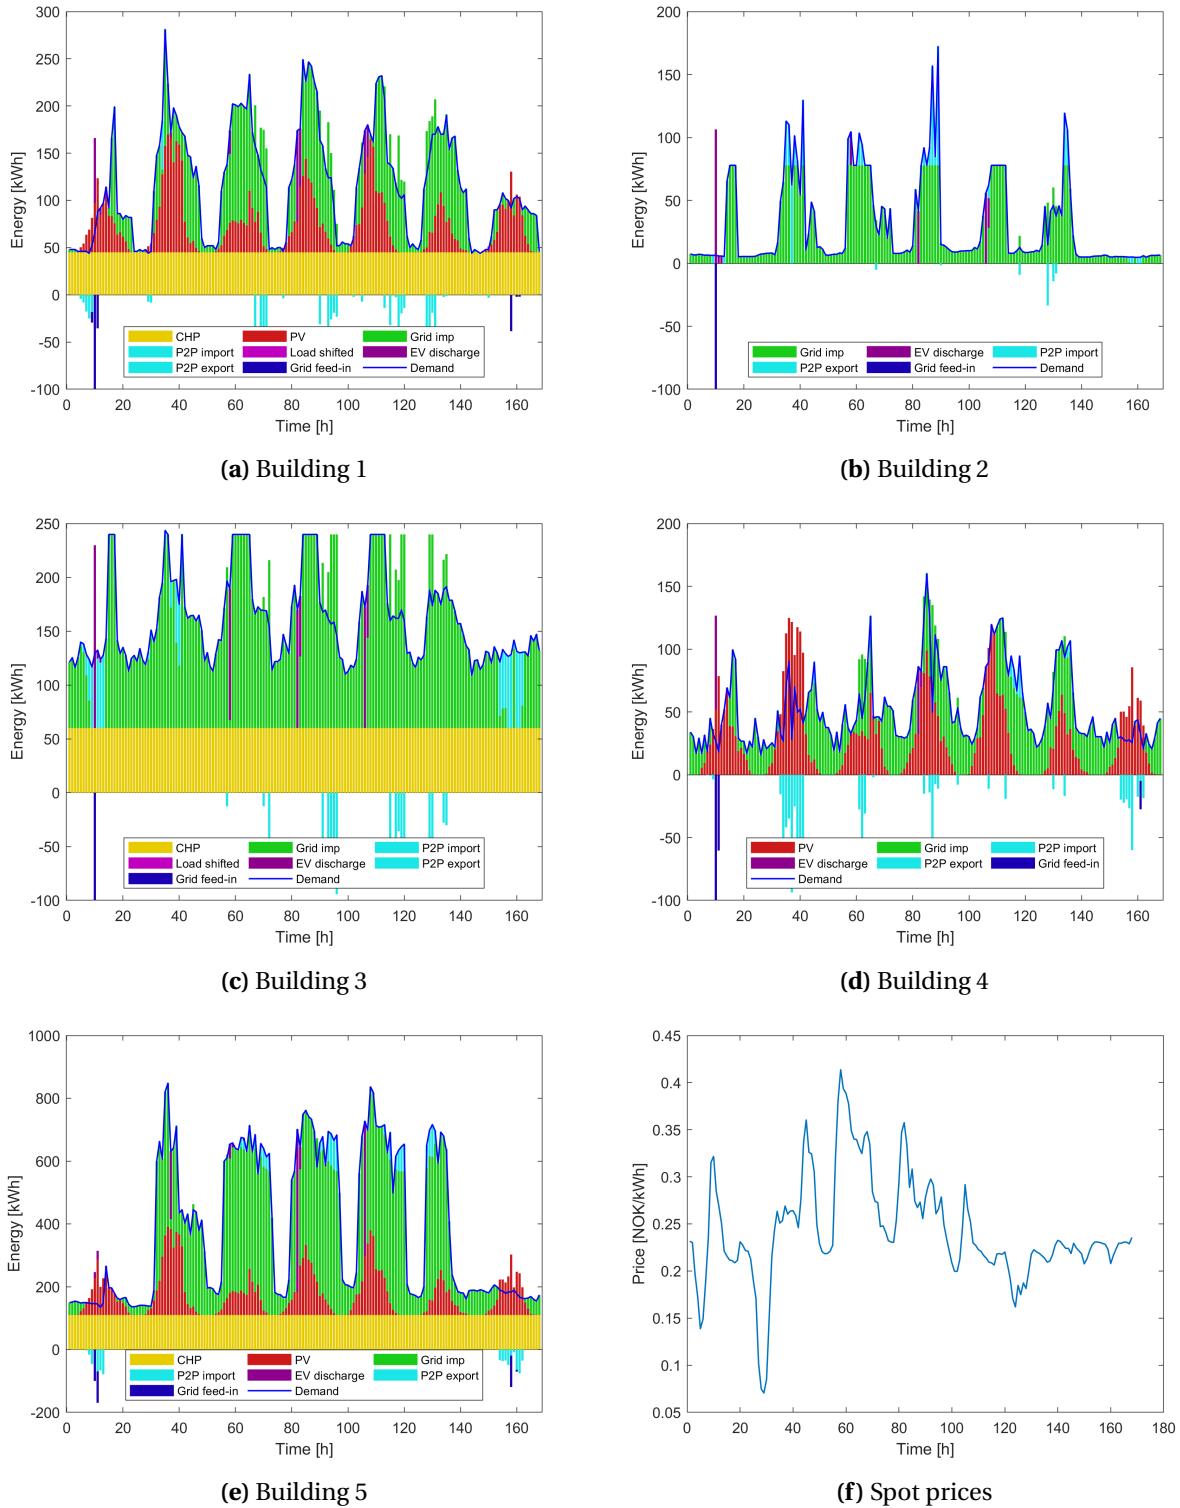 300
250
200
150
100
50
0
-50
-100
Energy [kWh]
CHP PV Grid imp
P2P import Load shifted EV discharge
P2P export Grid feed-in Demand
0 20 40 60 80 100 120 140 160
Time [h]
(a) Building 1
200
150
100
50
0
-50
-100
Energy [kWh]
Grid imp EV discharge P2P import
P2P export Grid feed-in Demand
0 20 40 60 80 100 120 140 160
Time [h]
(b) Building 2
250
200
150
100
50
0
-50
-100
Energy [kWh]
CHP Grid imp P2P import
Load shifted EV discharge P2P export
Grid feed-in Demand
0 20 40 60 80 100 120 140 160
Time [h]
(c) Building 3
200
150
100
50
0
-50
-100
Energy [kWh]
PV Grid imp P2P import
EV discharge P2P export Grid feed-in
Demand
0 20 40 60 80 100 120 140 160
Time [h]
(d) Building 4
1000
800
600
400
200
0
-200
Energy [kWh]
CHP PV Grid imp
P2P import EV discharge P2P export
Grid feed-in Demand
0 20 40 60 80 100 120 140 160
Time [h]
(e) Building 5
0.45
0.4
0.35
0.3
0.25
0.2
0.15
0.1
0.05
Price [NOK/kWh]
0 20 40 60 80 100 120 140 160 180
Time [h]
(f) Spot prices